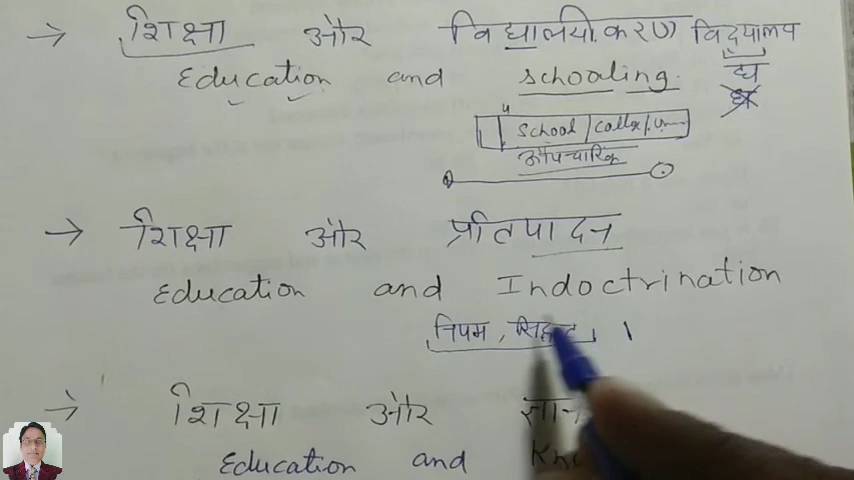 → शिक्षा और विद्यालयीकरण विदयालय
Education and schooling. द्य
School / College /
औपचारिक
→ शिक्षा और प्रतिपादन
Education and Indoctrination
नियम,
→ शिक्षा और
Education and